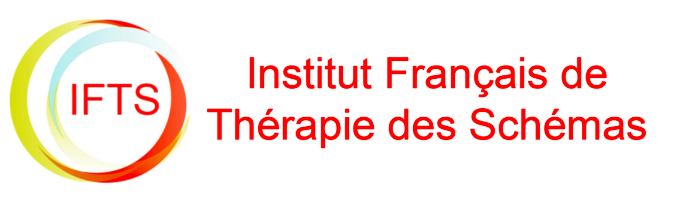 IFTS
Institut Français de
Thérapie des Schémas